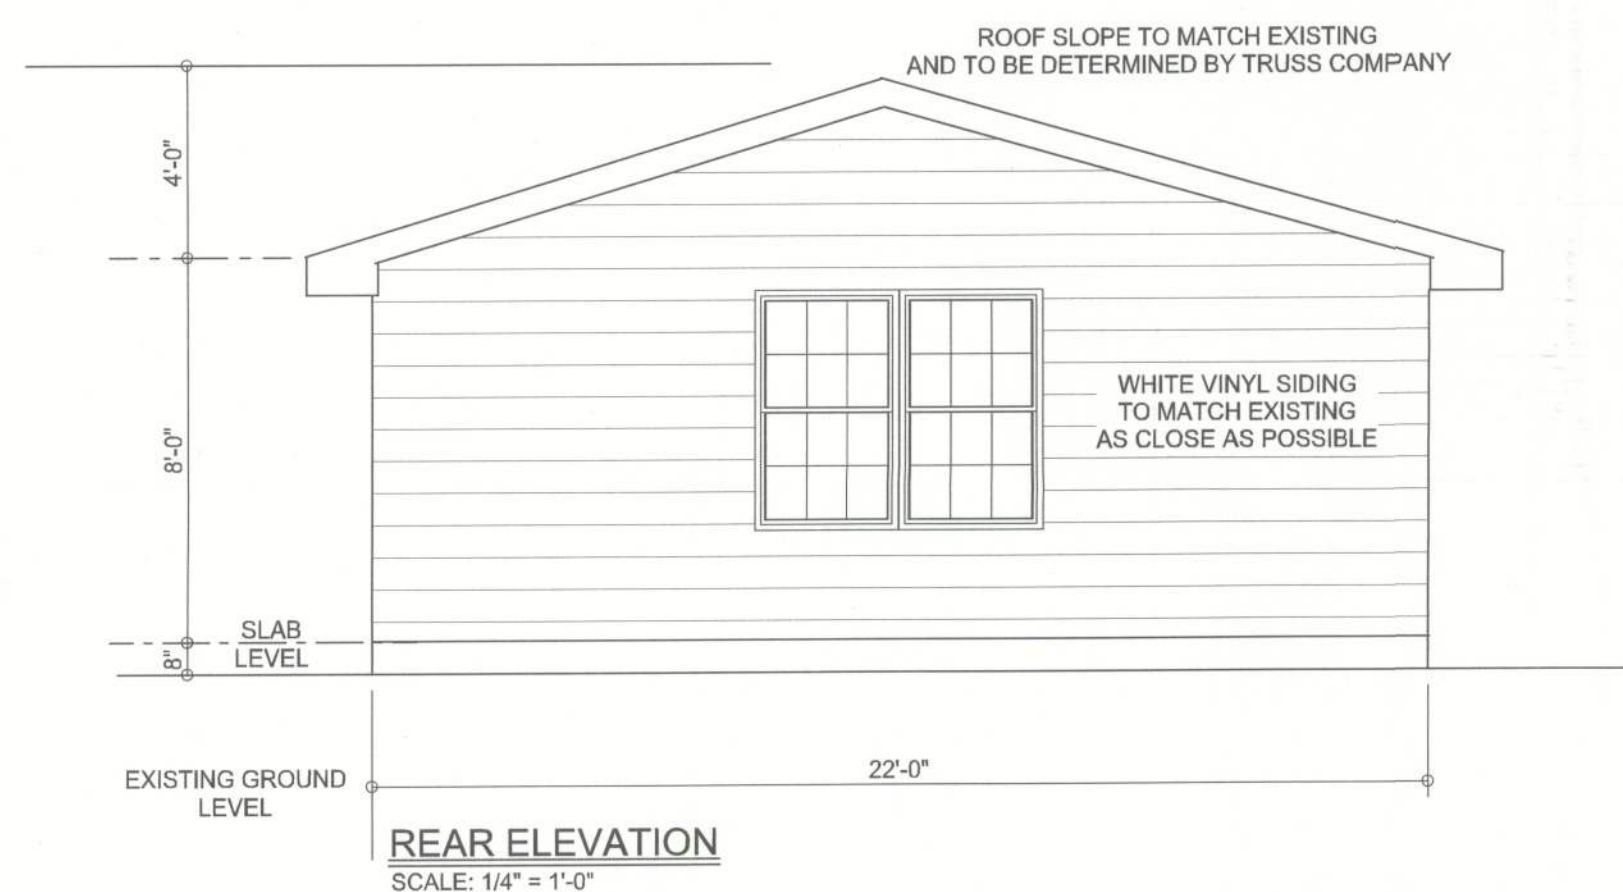 ROOF SLOPE TO MATCH EXISTING
AND TO BE DETERMINED BY TRUSS COMPANY
4'-0"
8'-0"
WHITE VINYL SIDING
TO MATCH EXISTING
AS CLOSE AS POSSIBLE
SLAB
LEVEL
8"
EXISTING GROUND
LEVEL
22'-0"
REAR ELEVATION
SCALE: 1/4" = 1'-0"